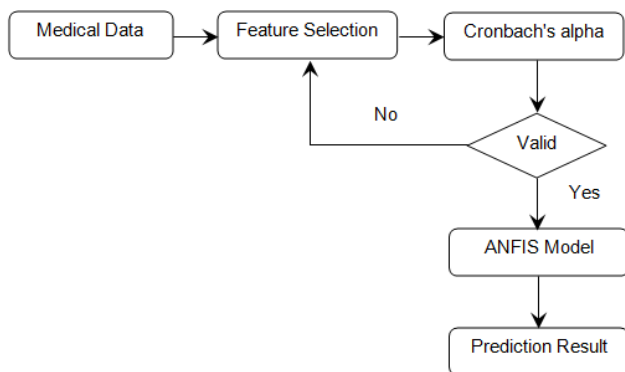 Medical Data
Feature Selection
Cronbach's alpha
No
Valid
Yes
ANFIS Model
Prediction Result